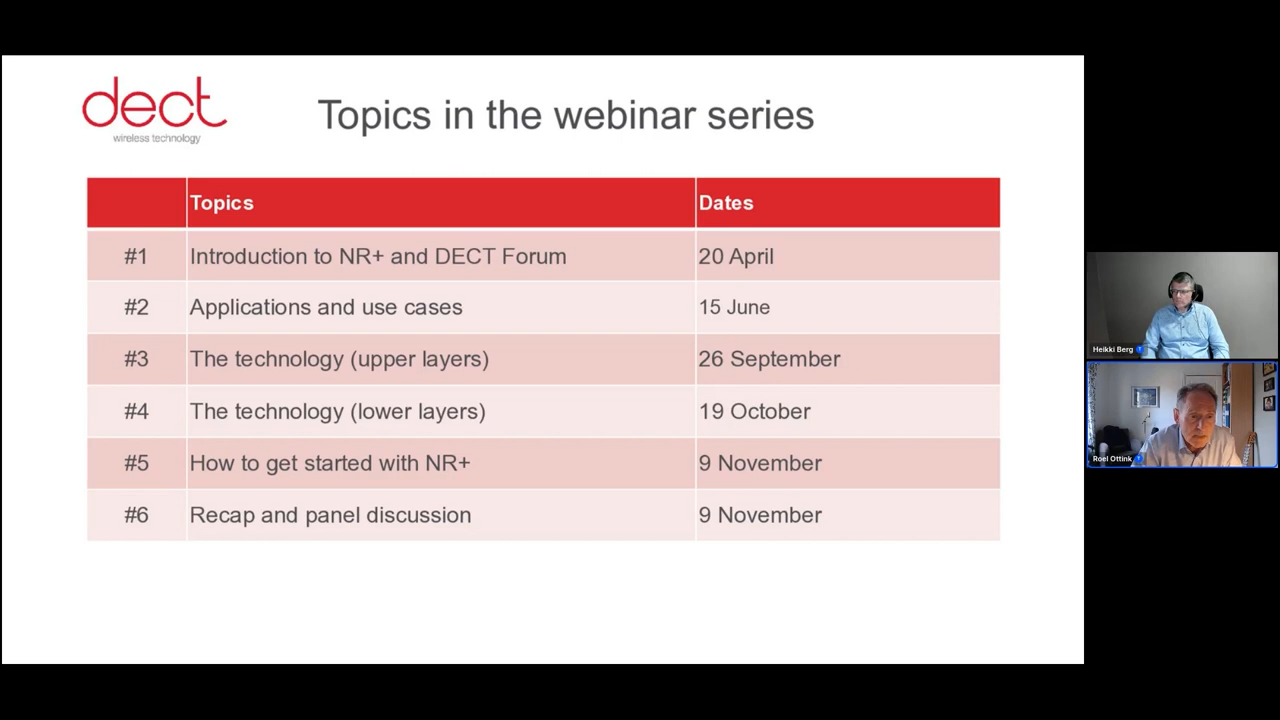 dect
wireless technology
Topics in the webinar series
Topics Dates
#1 Introduction to NR+ and DECT Forum 20 April
#2 Applications and use cases 15 June
#3 The technology (upper layers) 26 September
#4 The technology (lower layers) 19 October
#5 How to get started with NR+ 9 November
#6 Recap and panel discussion 9 November
Heikki Berg
Roel Ottink